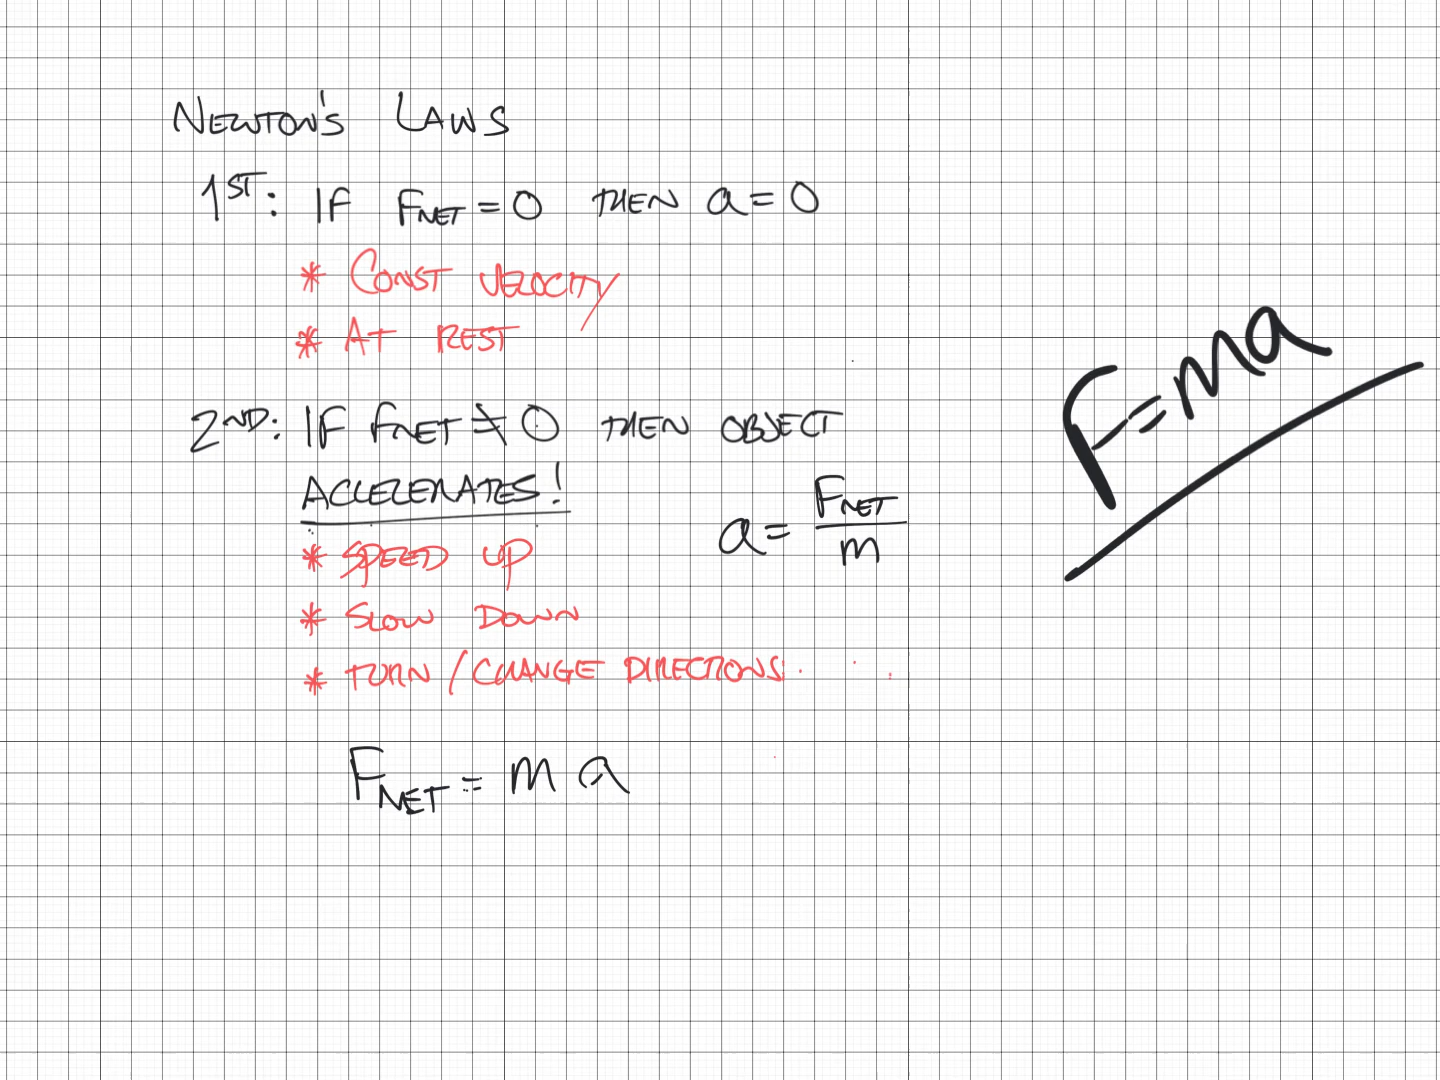 NEWTON'S LAWS
1ST: IF FNET = 0 THEN a = 0
* CONST VELOCITY
* AT REST
2ND: IF FNET ≠ 0 THEN OBJECT
ACCELERATES!
a = FNET / m
* SPEED UP
* SLOW DOWN
* TURN / CHANGE DIRECTIONS.
FNET = m a
F = ma